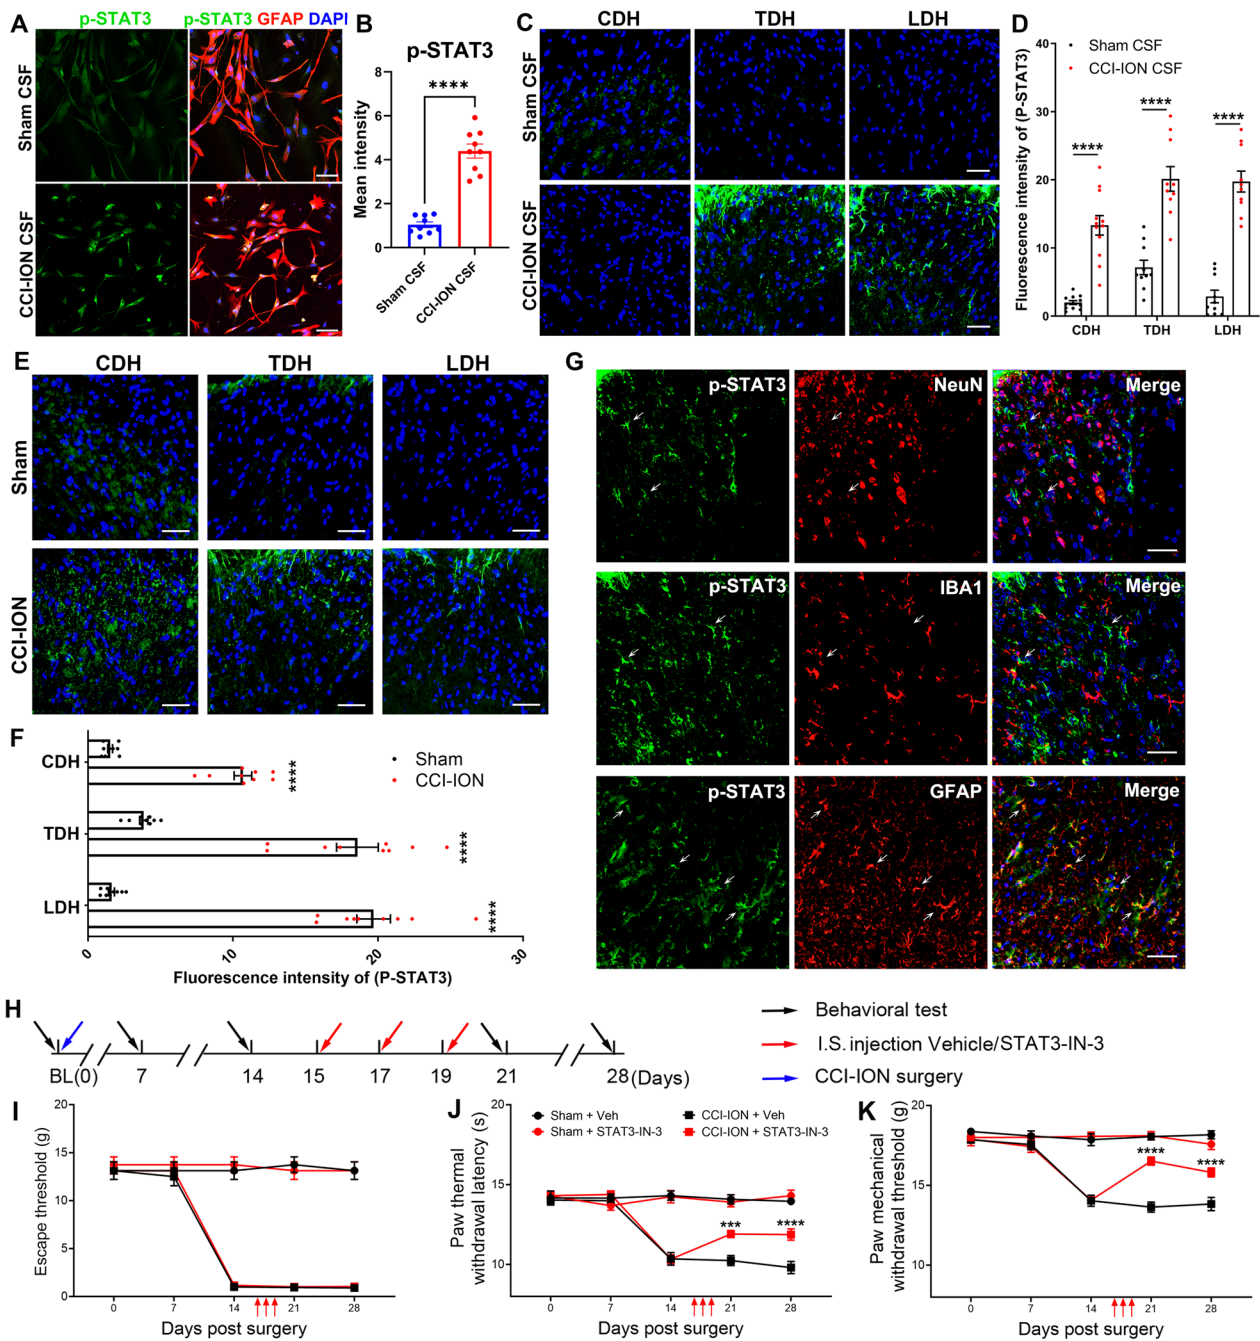 A
p-STAT3
p-STAT3 GFAP DAPI
Sham CSF
CCI-ION CSF
B
p-STAT3
Mean intensity
8
6
4
2
0
****
Sham CSF
CCI-ION CSF
C
CDH
TDH
LDH
Sham CSF
CCI-ION CSF
D
Fluorescence intensity of (P-STAT3)
40
30
20
10
0
Sham CSF
CCI-ION CSF
****
****
****
CDH
TDH
LDH
E
CDH
TDH
LDH
Sham
CCI-ION
F
CDH
TDH
LDH
Sham
CCI-ION
****
****
****
0
10
20
30
Fluorescence intensity of (P-STAT3)
G
p-STAT3
NeuN
Merge
p-STAT3
IBA1
Merge
p-STAT3
GFAP
Merge
H
BL(0)
7
14
15
17
19
21
28(Days)
Behavioral test
I.S. injection Vehicle/STAT3-IN-3
CCI-ION surgery
I
Escape threshold (g)
20
15
10
5
0
0
7
14
21
28
Days post surgery
J
Paw thermal
withdrawal latency (s)
20
15
10
Sham + Veh
Sham + STAT3-IN-3
CCI-ION + Veh
CCI-ION + STAT3-IN-3
***
****
0
7
14
21
28
Days post surgery
K
Paw mechanical
withdrawal threshold (g)
20
15
10
****
****
0
7
14
21
28
Days post surgery